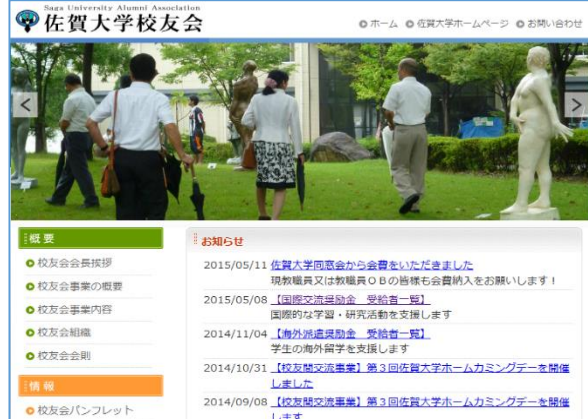 Saga University Alumni Association
佐賀大学校友会
ホーム 佐賀大学ホームページ お問い合わせ
概要
校友会会長挨拶
校友会事業の概要
校友会事業内容
校友会組織
校友会会則
情報
校友会パンフレット
お知らせ
2015/05/11 佐賀大学同窓会から会費をいただきました
現教職員又は教職員ＯＢの皆様も会費納入をお願いします！
2015/05/08 【国際交流奨励金　受給者一覧】
国際的な学習・研究活動を支援します
2014/11/04 【海外派遣奨励金　受給者一覧】
学生の海外留学を支援します
2014/10/31 【校友間交流事業】第３回佐賀大学ホームカミングデーを開催
しました
2014/09/08 【校友間交流事業】第３回佐賀大学ホームカミングデーを開催
します